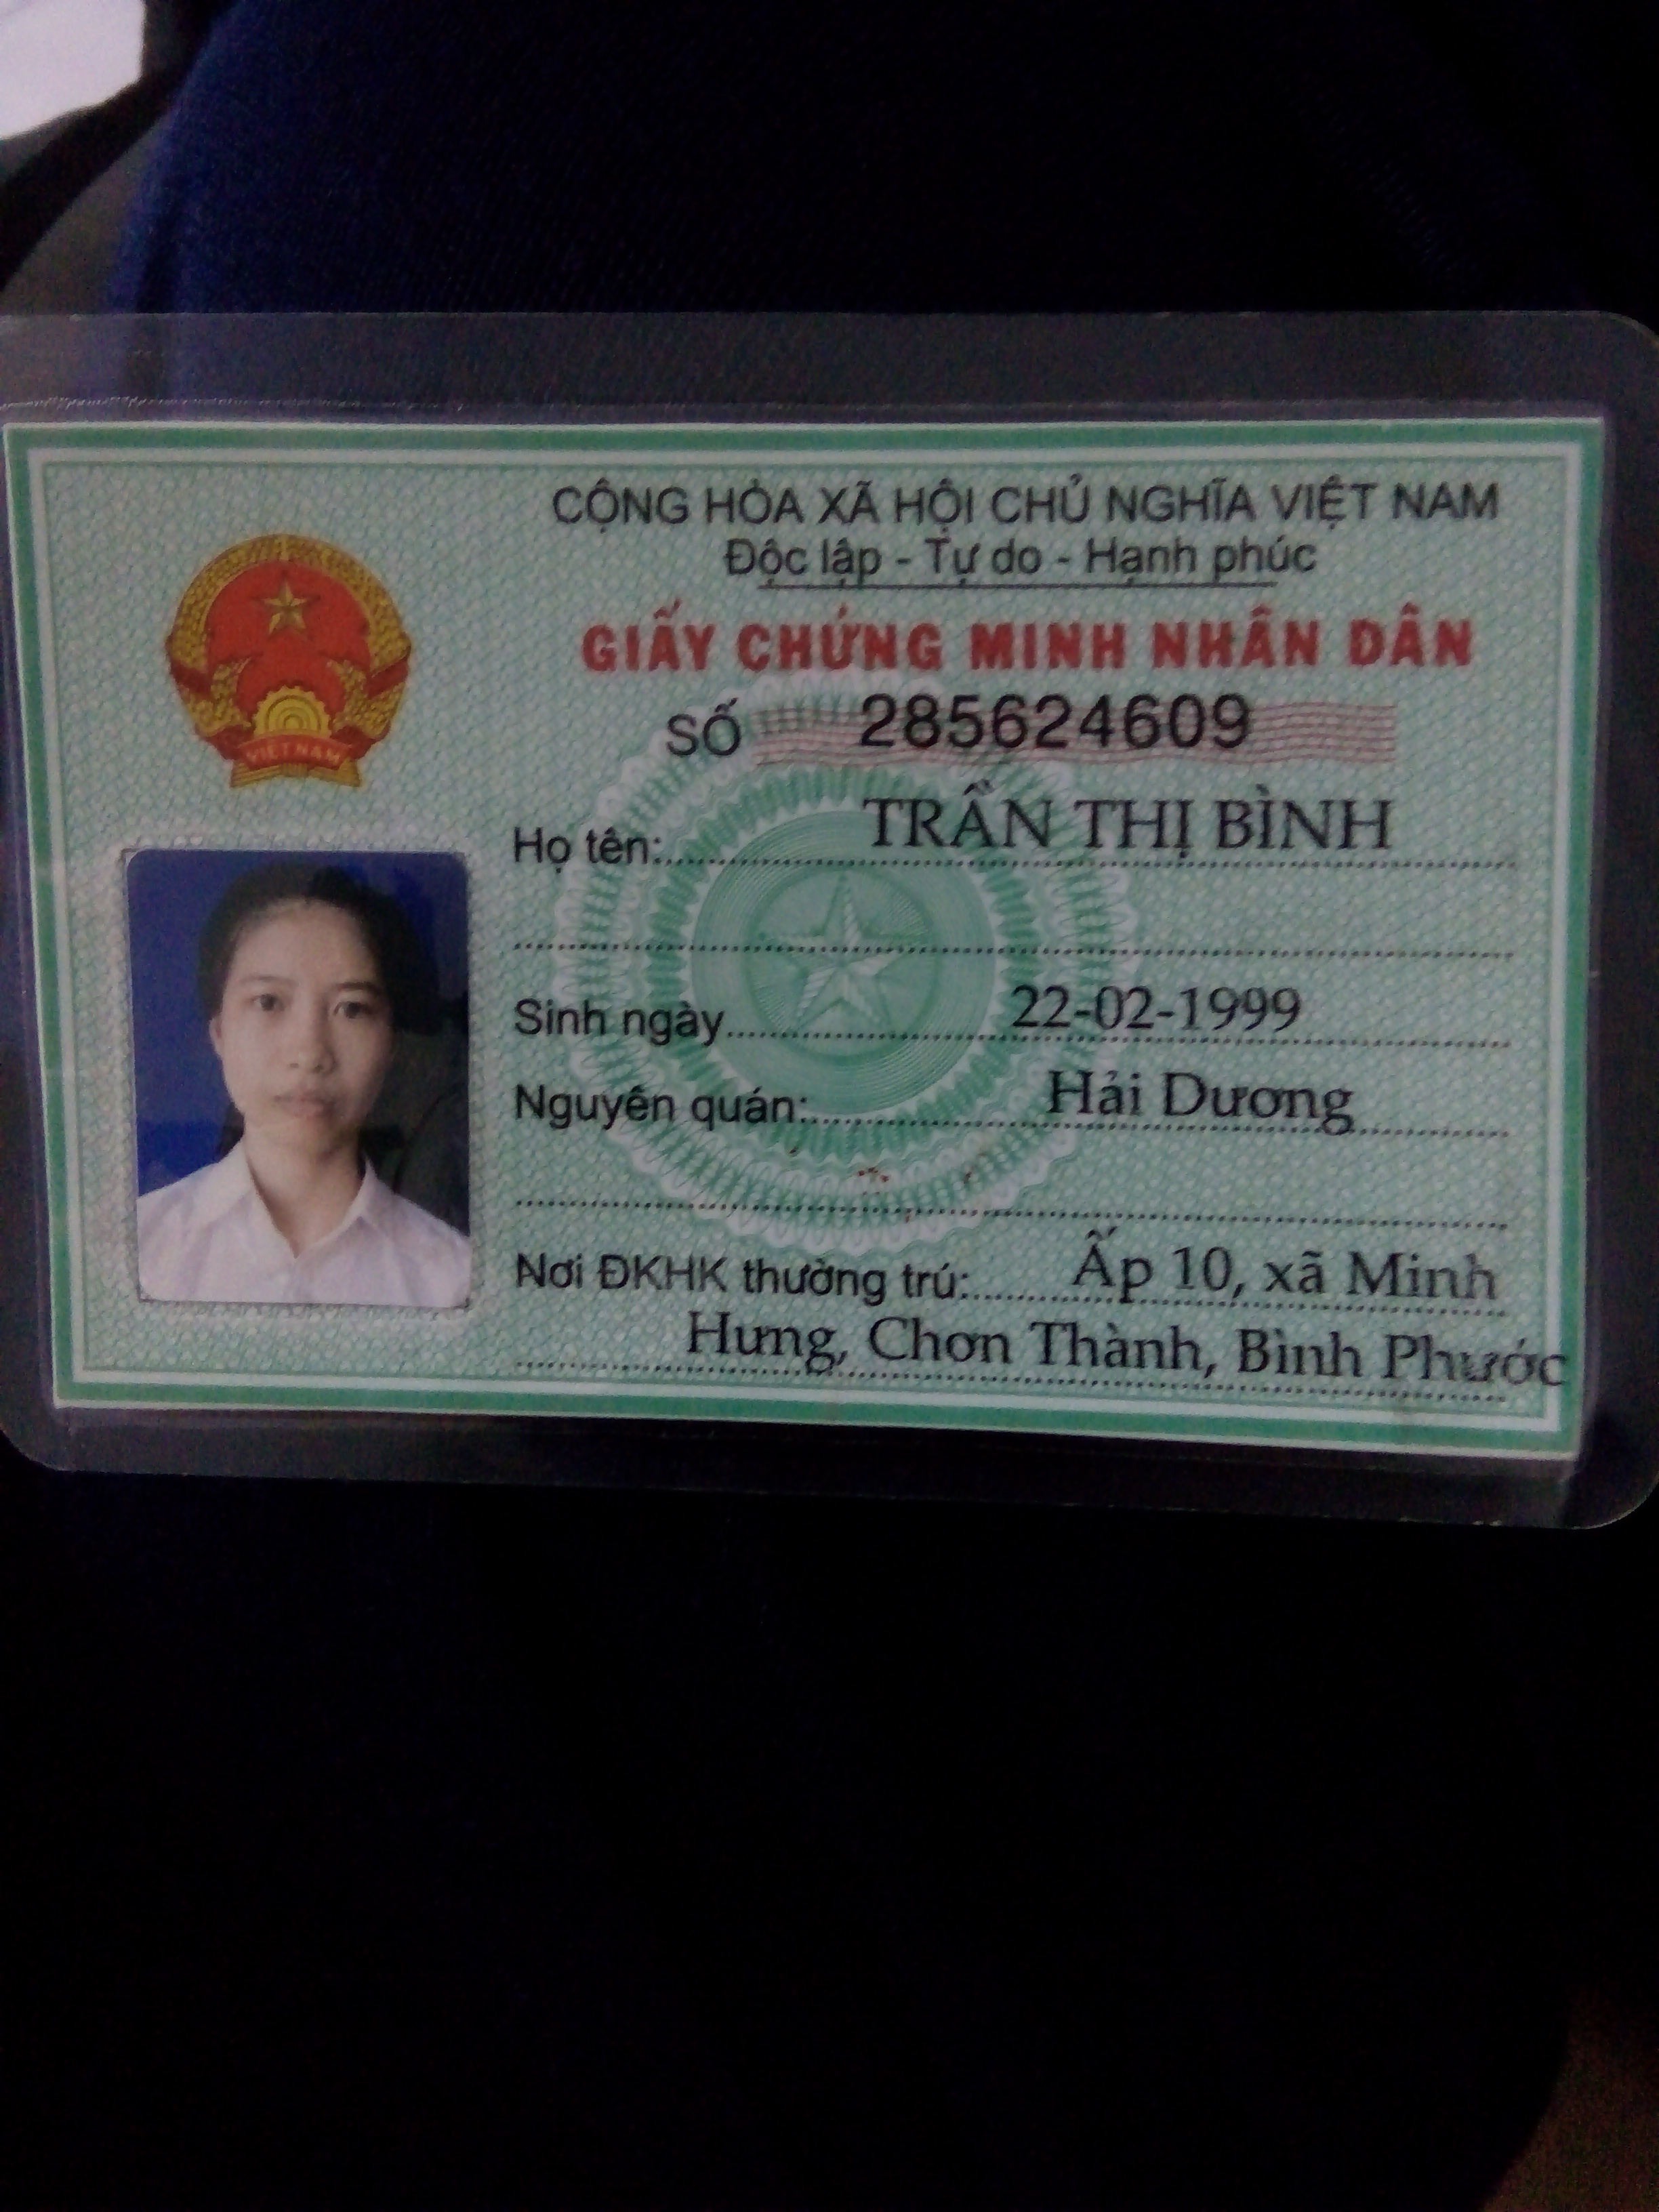 CỘNG HÒA XÃ HỘI CHỦ NGHĨA VIỆT NAM
Độc lập - Tự do - Hạnh phúc
GIẤY CHỨNG MINH NHÂN DÂN
SỐ 285624609
VIET NAM
Họ tên: TRẦN THỊ BÌNH
Sinh ngày 22-02-1999
Nguyên quán: Hải Dương
Nơi ĐKHK thường trú: Ấp 10, xã Minh
Hưng, Chơn Thành, Bình Phước